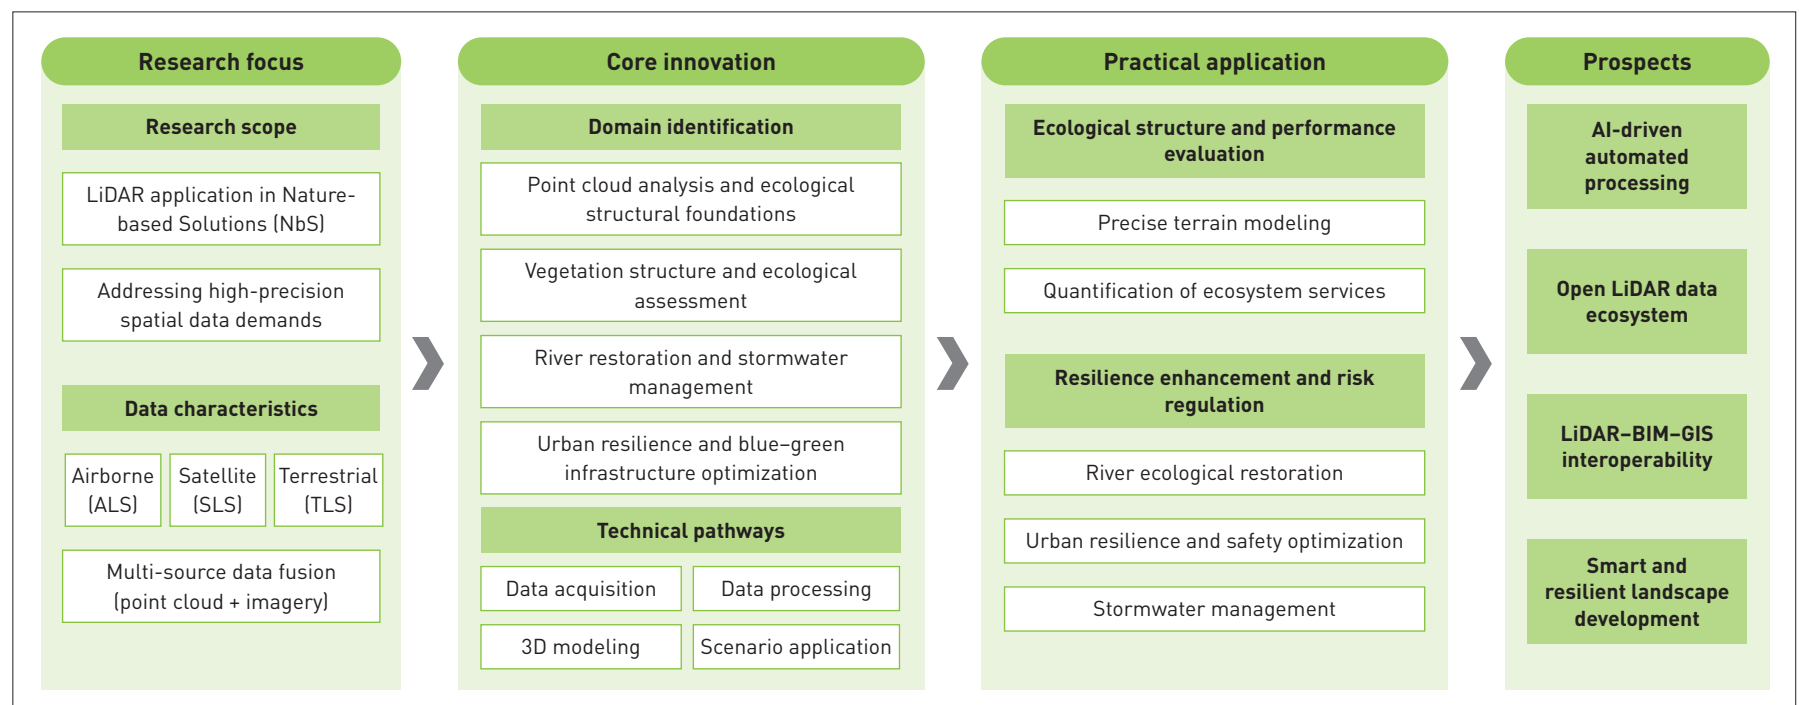 Research focus
Research scope
LiDAR application in Nature-
based Solutions (NbS)
Addressing high-precision
spatial data demands
Data characteristics
Airborne
(ALS)
Satellite
(SLS)
Terrestrial
(TLS)
Multi-source data fusion
(point cloud + imagery)
Core innovation
Domain identification
Point cloud analysis and ecological
structural foundations
Vegetation structure and ecological
assessment
River restoration and stormwater
management
Urban resilience and blue–green
infrastructure optimization
Technical pathways
Data acquisition
Data processing
3D modeling
Scenario application
Practical application
Ecological structure and performance
evaluation
Precise terrain modeling
Quantification of ecosystem services
Resilience enhancement and risk
regulation
River ecological restoration
Urban resilience and safety optimization
Stormwater management
Prospects
AI-driven
automated
processing
Open LiDAR data
ecosystem
LiDAR–BIM–GIS
interoperability
Smart and
resilient landscape
development